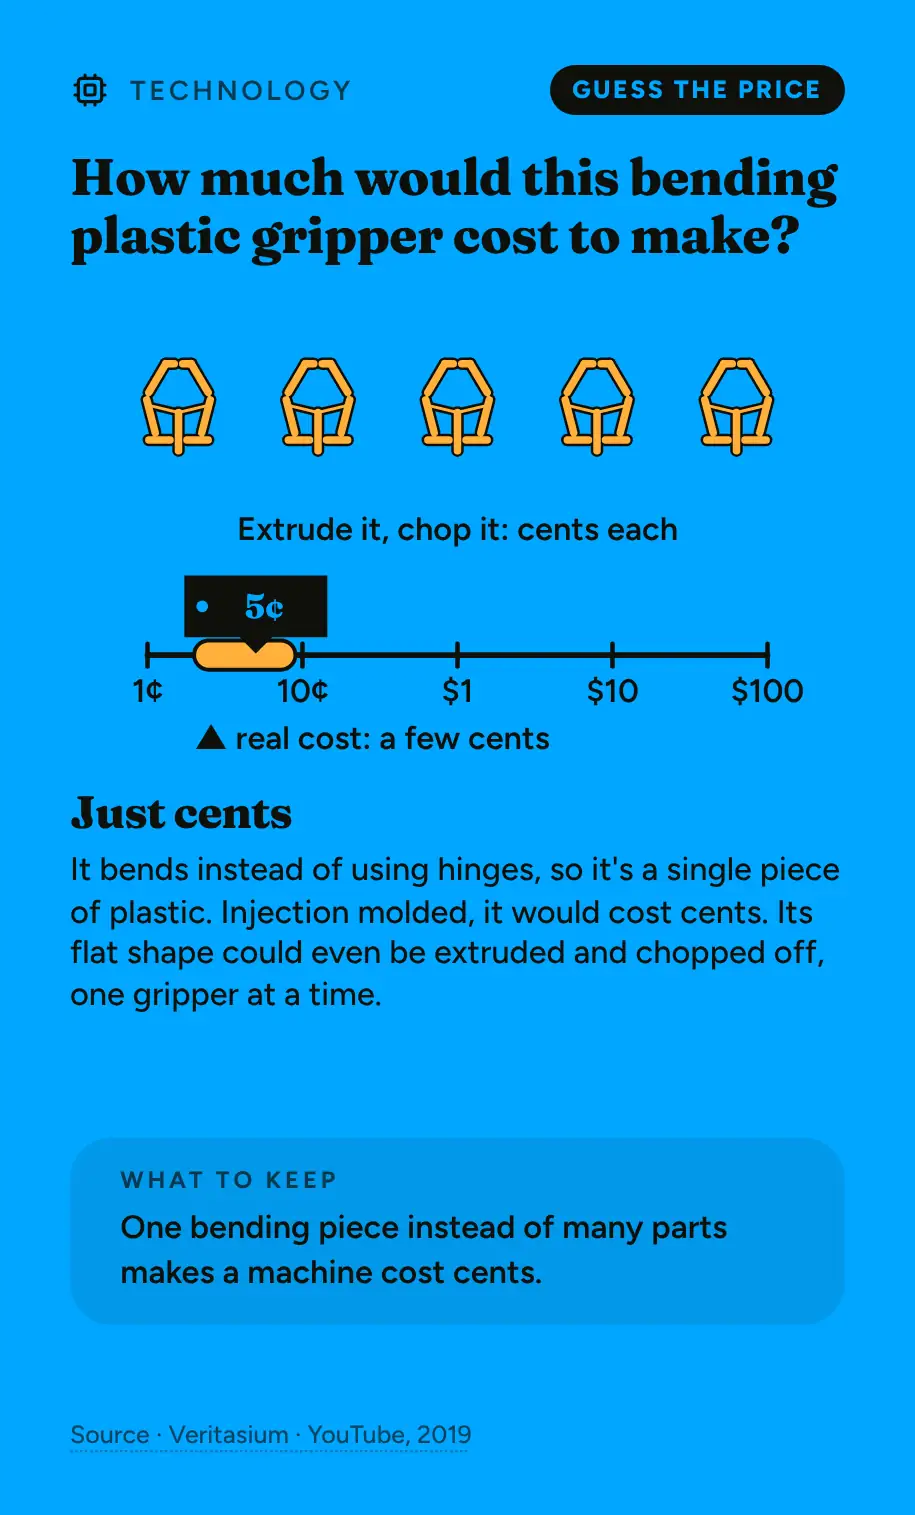 TECHNOLOGY
GUESS THE PRICE
How much would this bending
plastic gripper cost to make?
Extrude it, chop it: cents each
5¢
1¢ 10¢ $1 $10 $100
▲ real cost: a few cents
Just cents
It bends instead of using hinges, so it's a single piece
of plastic. Injection molded, it would cost cents. Its
flat shape could even be extruded and chopped off,
one gripper at a time.
WHAT TO KEEP
One bending piece instead of many parts
makes a machine cost cents.
Source · Veritasium · YouTube, 2019